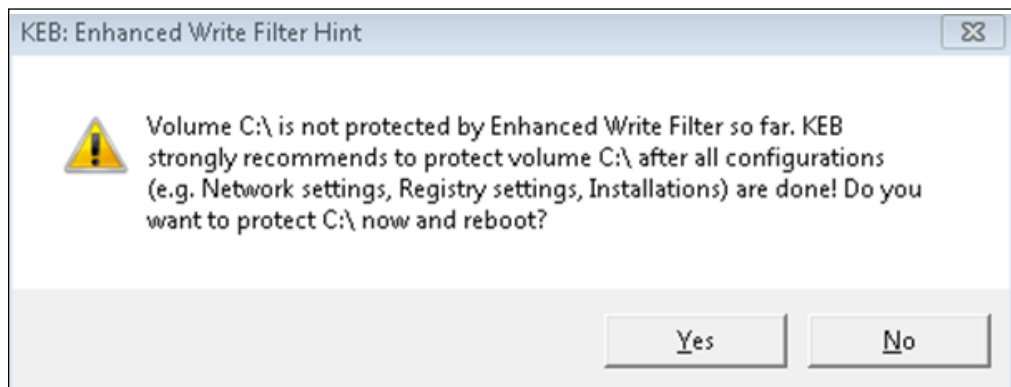 KEB: Enhanced Write Filter Hint
Volume C:\ is not protected by Enhanced Write Filter so far. KEB
strongly recommends to protect volume C:\ after all configurations
(e.g. Network settings, Registry settings, Installations) are done! Do you
want to protect C:\ now and reboot?
Yes
No